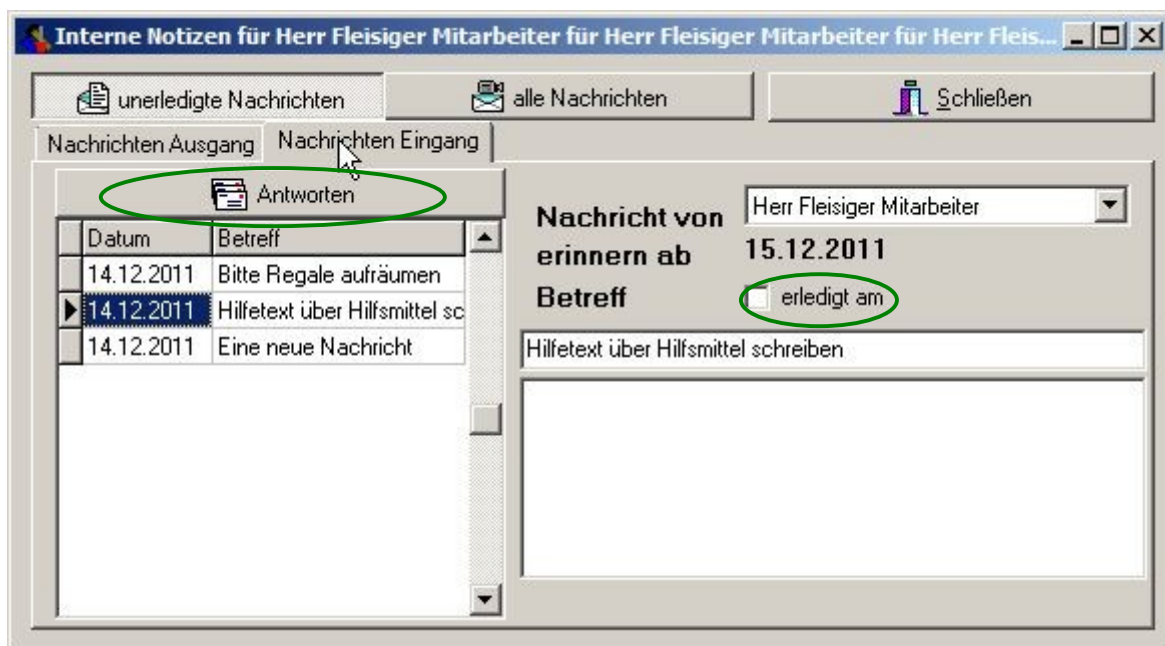 Interne Notizen für Herr Fleisiger Mitarbeiter für Herr Fleisiger Mitarbeiter für Herr Fleis...
unerledigte Nachrichten
alle Nachrichten
Schließen
Nachrichten Ausgang
Nachrichten Eingang
Antworten
Datum Betreff
14.12.2011 Bitte Regale aufräumen
14.12.2011 Hilfetext über Hilfsmittel sc
14.12.2011 Eine neue Nachricht
Nachricht von Herr Fleisiger Mitarbeiter
erinnern ab 15.12.2011
Betreff erledigt am
Hilfetext über Hilfsmittel schreiben